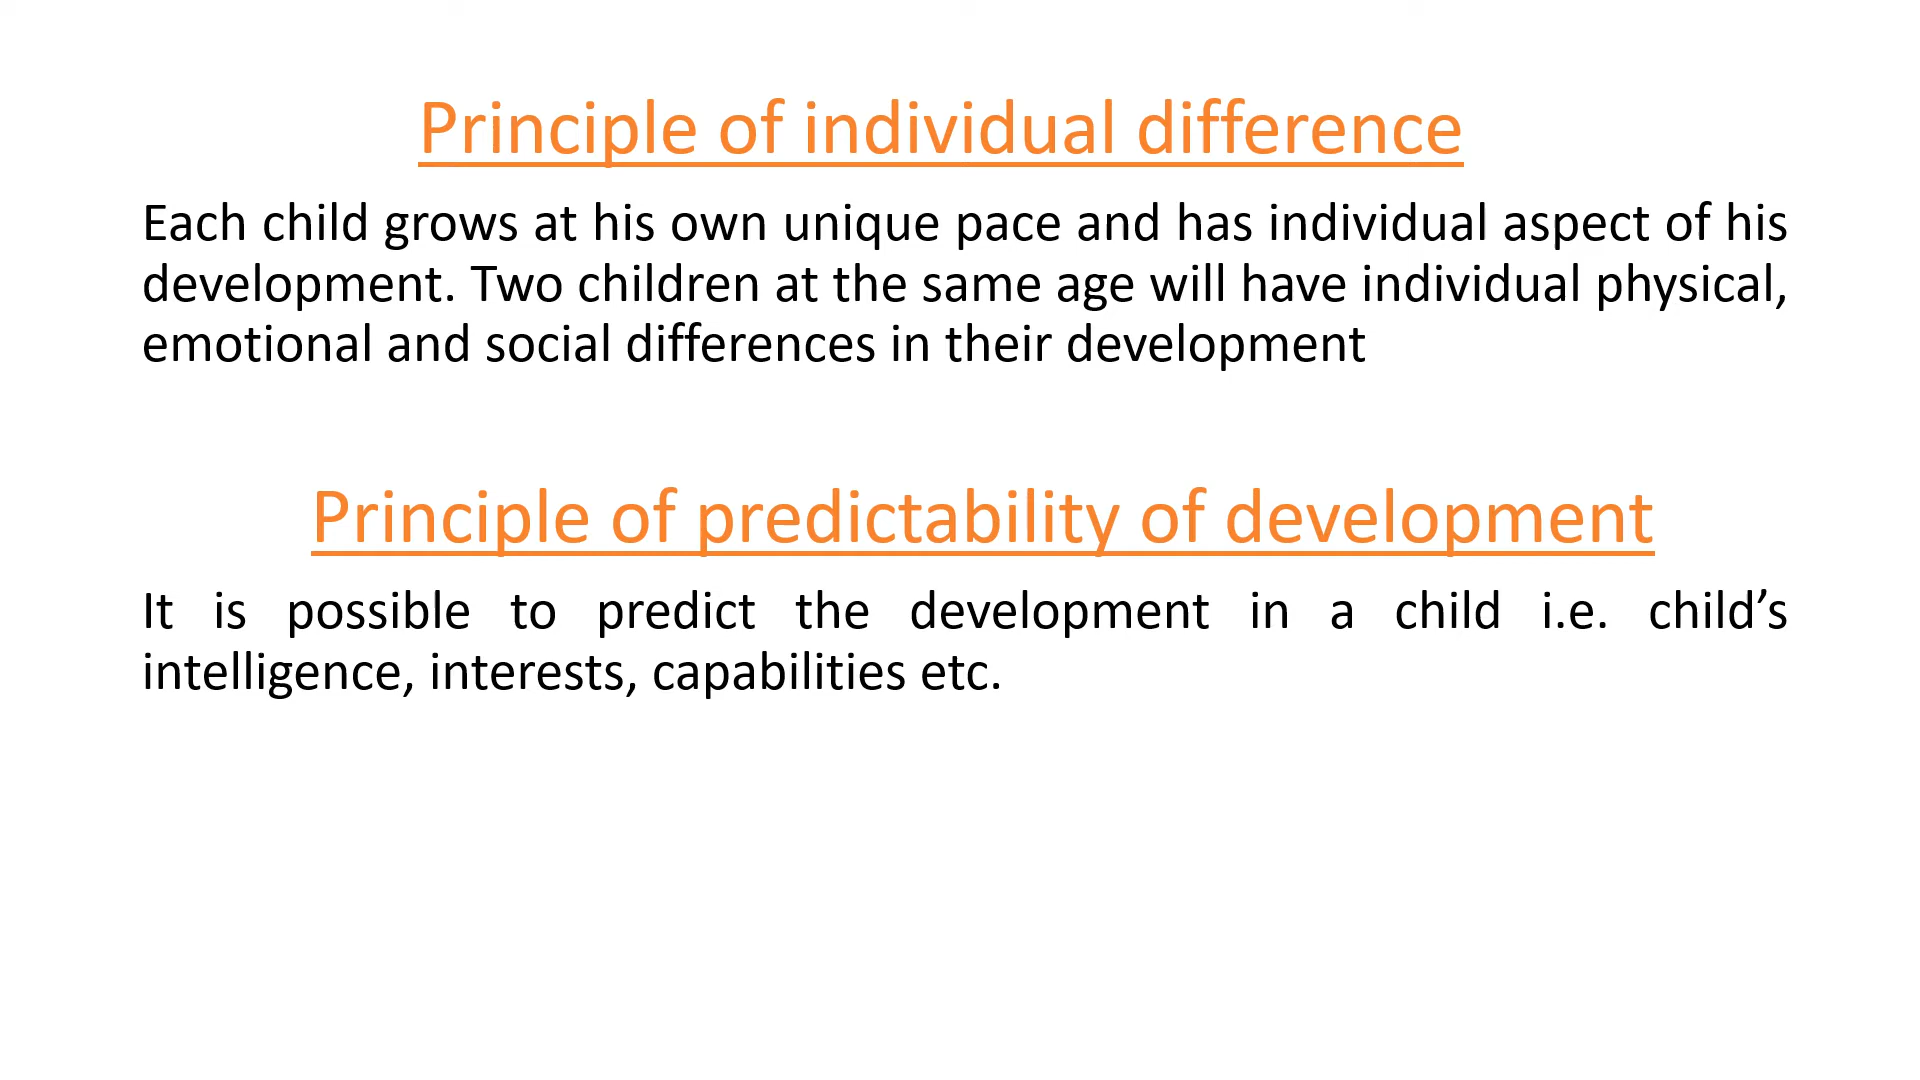 Principle of individual difference
Each child grows at his own unique pace and has individual aspect of his
development. Two children at the same age will have individual physical,
emotional and social differences in their development
Principle of predictability of development
It is possible to predict the development in a child i.e. child’s
intelligence, interests, capabilities etc.